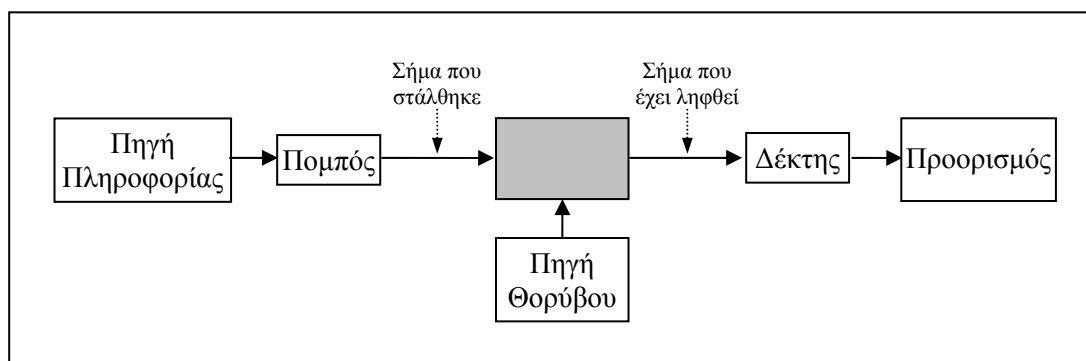 Σήμα που
στάλθηκε
Σήμα που
έχει ληφθεί
Πηγή
Πληροφορίας
Πομπός
Δέκτης
Προορισμός
Πηγή
Θορύβου